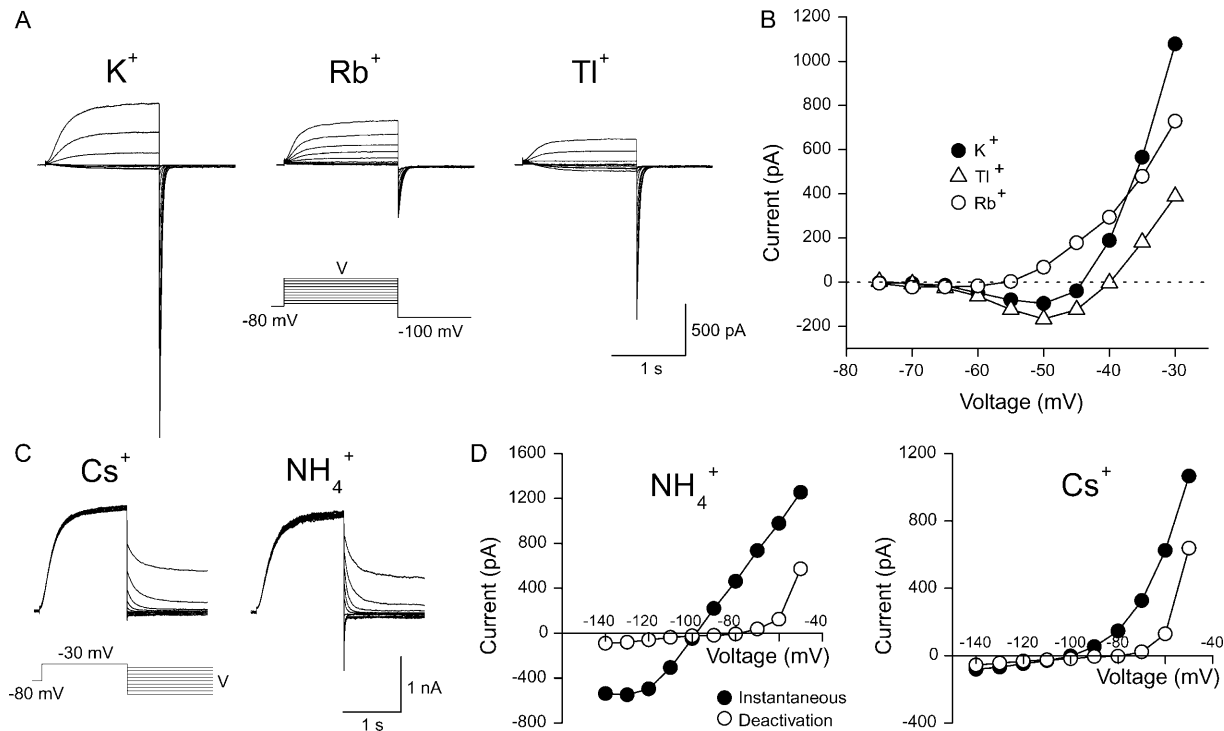 A
K+
Rb+
Tl+
V
-80 mV
-100 mV
500 pA
1 s
B
1200
1000
800
600
400
200
0
-200
Current (pA)
K+
Tl+
Rb+
-80 -70 -60 -50 -40 -30
Voltage (mV)
C
Cs+
NH4+
-30 mV
-80 mV
V
1 nA
1 s
D
1600
1200
800
400
0
-400
-800
Current (pA)
NH4+
-140 -120 -100 -80 -60 -40
Voltage (mV)
Instantaneous
Deactivation
1200
800
400
0
-400
Current (pA)
Cs+
-140 -120 -100 -80 -60 -40
Voltage (mV)